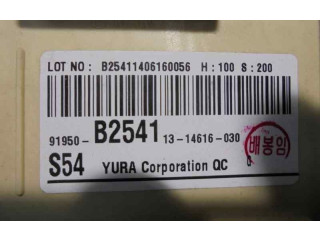 LOT NO : B25411406160056 H : 100 S : 200
91950- B2541 13-14616-030
S54 YURA Corporation QC
배봉임